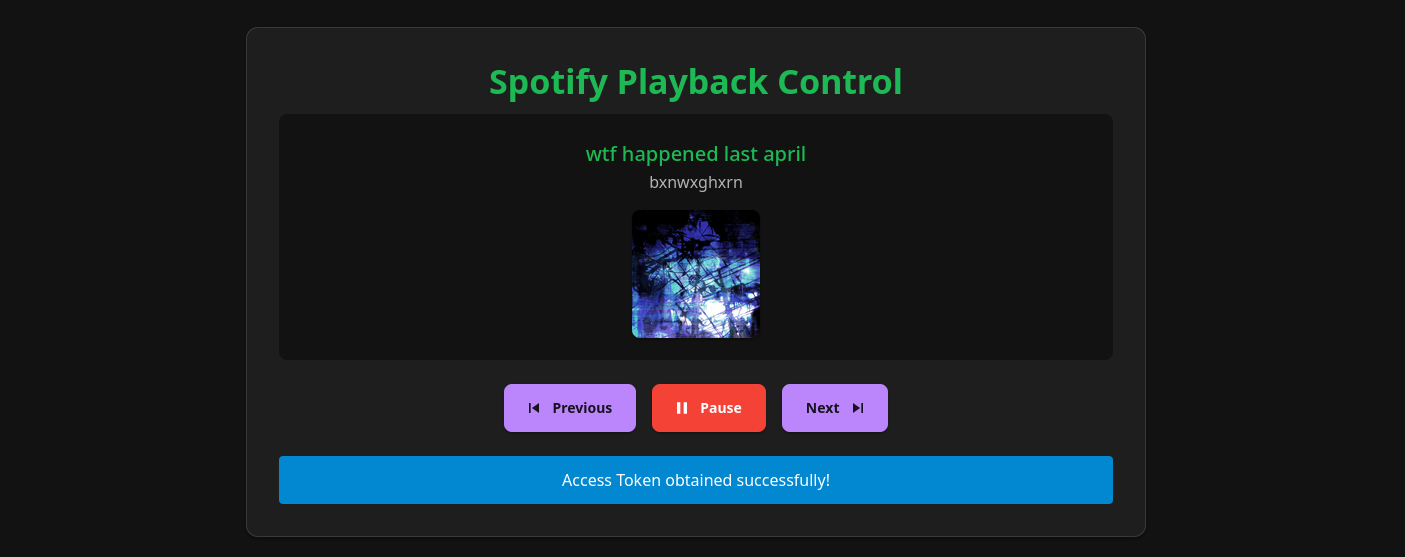 Spotify Playback Control
wtf happened last april
bxnwxghxrn
Previous
Pause
Next
Access Token obtained successfully!